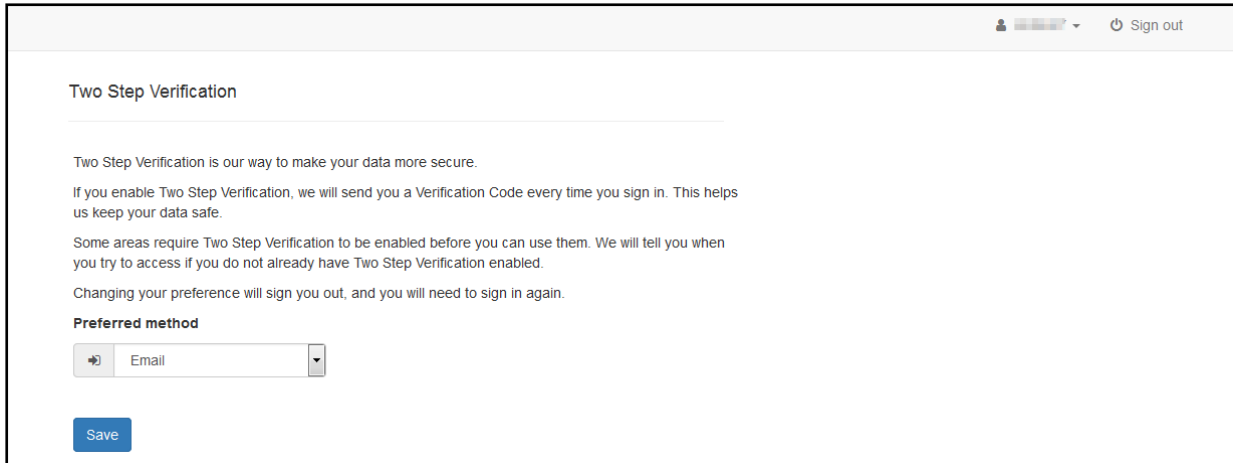 Sign out
Two Step Verification
Two Step Verification is our way to make your data more secure.
If you enable Two Step Verification, we will send you a Verification Code every time you sign in. This helps
us keep your data safe.
Some areas require Two Step Verification to be enabled before you can use them. We will tell you when
you try to access if you do not already have Two Step Verification enabled.
Changing your preference will sign you out, and you will need to sign in again.
Preferred method
Email
Save